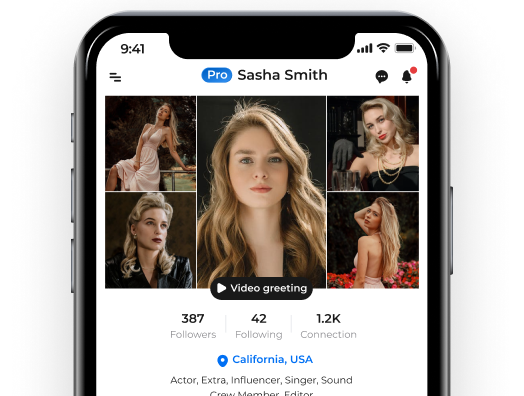 9:41
Pro Sasha Smith
Video greeting
387 42 1.2K
Followers Following Connection
California, USA
Actor, Extra, Influencer, Singer, Sound
Crew Member, Editor